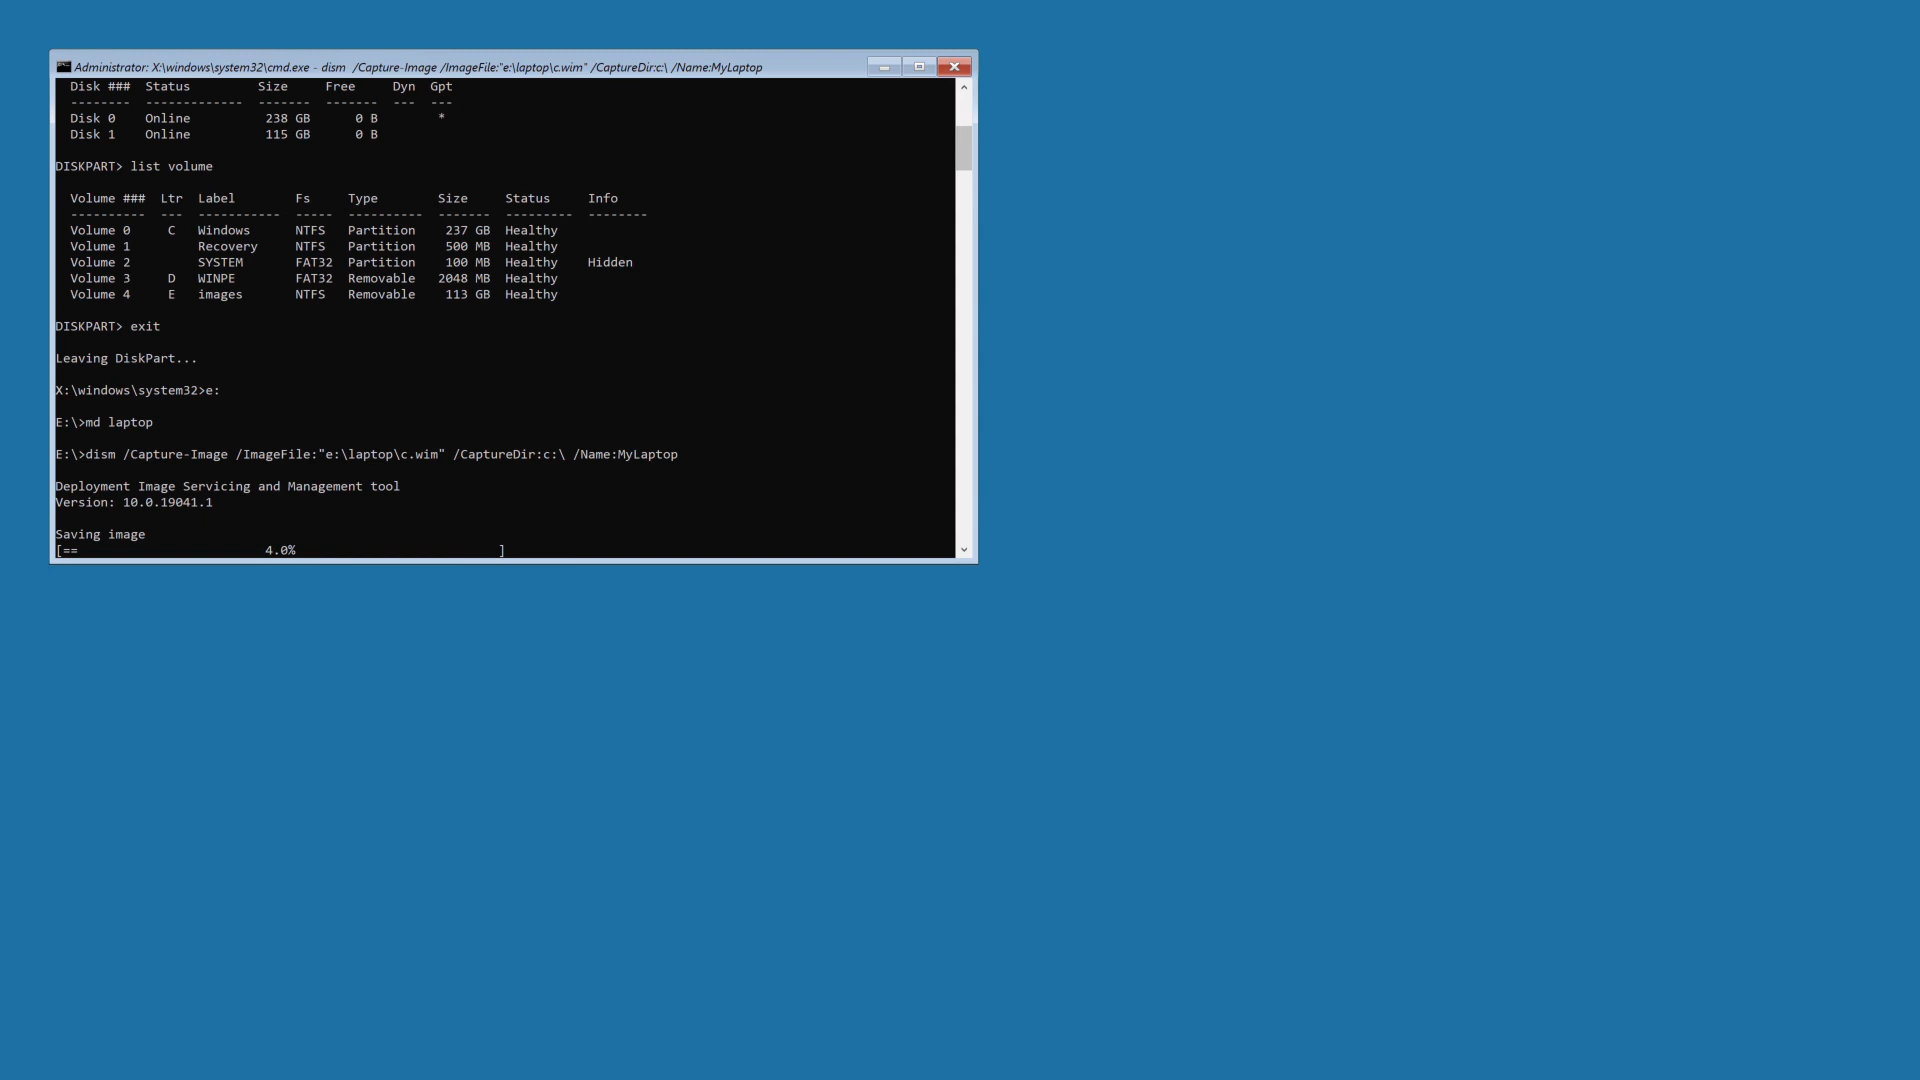 Administrator: X:\windows\system32\cmd.exe - dism  /Capture-Image /ImageFile:"e:\laptop\c.wim" /CaptureDir:c:\ /Name:MyLaptop
  Disk ###  Status         Size     Free     Dyn  Gpt
  --------  -------------  -------  -------  ---  ---
  Disk 0    Online          238 GB      0 B        *
  Disk 1    Online          115 GB      0 B
DISKPART> list volume
  Volume ###  Ltr  Label        Fs     Type        Size     Status     Info
  ----------  ---  -----------  -----  ----------  -------  ---------  --------
  Volume 0     C   Windows      NTFS   Partition    237 GB  Healthy
  Volume 1         Recovery     NTFS   Partition    500 MB  Healthy
  Volume 2         SYSTEM       FAT32  Partition    100 MB  Healthy    Hidden
  Volume 3     D   WINPE        FAT32  Removable   2048 MB  Healthy
  Volume 4     E   images       NTFS   Removable    113 GB  Healthy
DISKPART> exit
Leaving DiskPart...
X:\windows\system32>e:
E:\>md laptop
E:\>dism /Capture-Image /ImageFile:"e:\laptop\c.wim" /CaptureDir:c:\ /Name:MyLaptop
Deployment Image Servicing and Management tool
Version: 10.0.19041.1
Saving image
[==                         4.0%                           ]